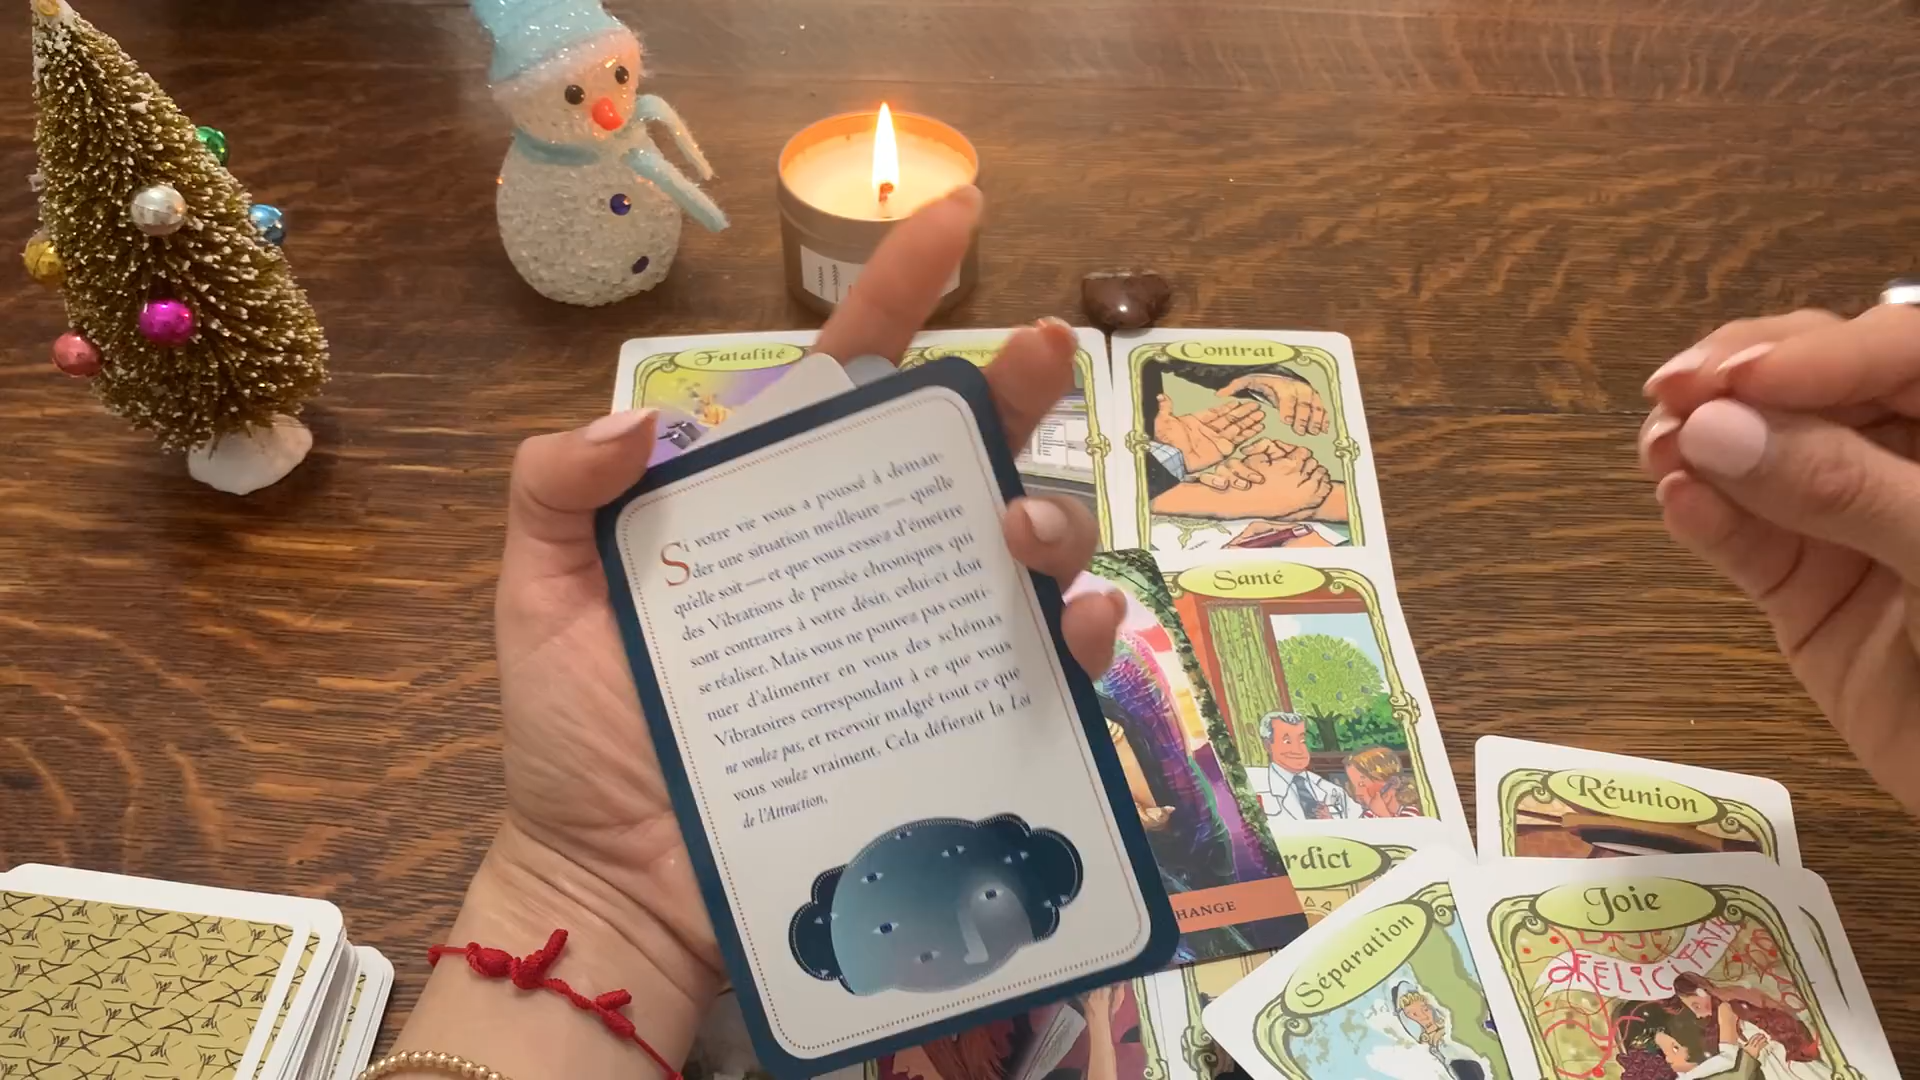 Fatalité
Contrat
Si votre vie vous a poussé à deman-
der une situation meilleure — quelle
qu'elle soit — et que vous cessez d'émettre
des Vibrations de pensée chroniques qui
sont contraires à votre désir, celui-ci doit
se réaliser. Mais vous ne pouvez pas conti-
nuer d'alimenter en vous des schémas
Vibratoires correspondant à ce que vous
ne voulez pas, et recevoir malgré tout ce que
vous voulez vraiment. Cela défierait la Loi
de l'Attraction.
Santé
Réunion
rdict
HANGE
Joie
Séparation
FÉLICITATI